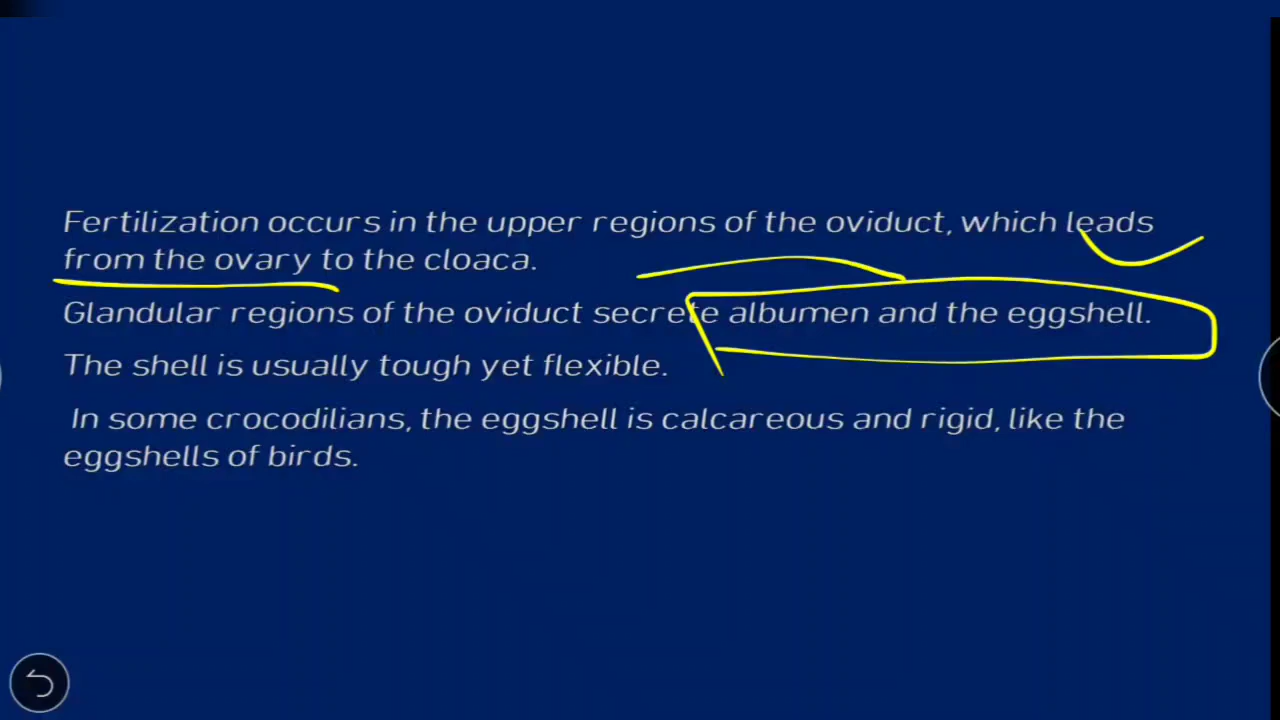 Fertilization occurs in the upper regions of the oviduct, which leads
from the ovary to the cloaca.
Glandular regions of the oviduct secrete albumen and the eggshell.
The shell is usually tough yet flexible.
In some crocodilians, the eggshell is calcareous and rigid, like the
eggshells of birds.